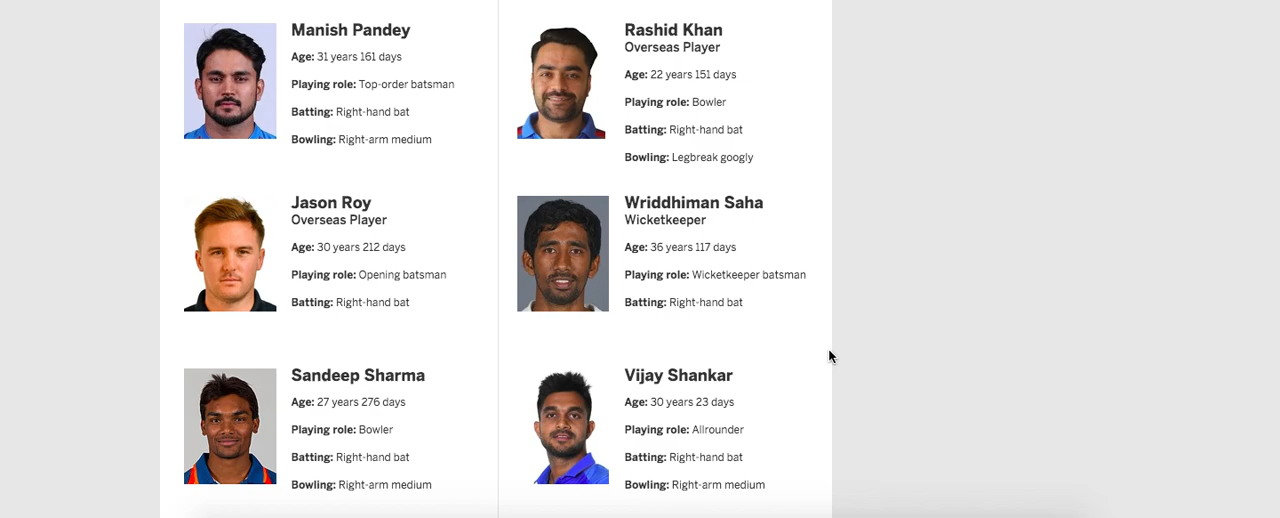 Manish Pandey
Age: 31 years 161 days
Playing role: Top-order batsman
Batting: Right-hand bat
Bowling: Right-arm medium
Rashid Khan
Overseas Player
Age: 22 years 151 days
Playing role: Bowler
Batting: Right-hand bat
Bowling: Legbreak googly
Jason Roy
Overseas Player
Age: 30 years 212 days
Playing role: Opening batsman
Batting: Right-hand bat
Wriddhiman Saha
Wicketkeeper
Age: 36 years 117 days
Playing role: Wicketkeeper batsman
Batting: Right-hand bat
Sandeep Sharma
Age: 27 years 276 days
Playing role: Bowler
Batting: Right-hand bat
Bowling: Right-arm medium
Vijay Shankar
Age: 30 years 23 days
Playing role: Allrounder
Batting: Right-hand bat
Bowling: Right-arm medium